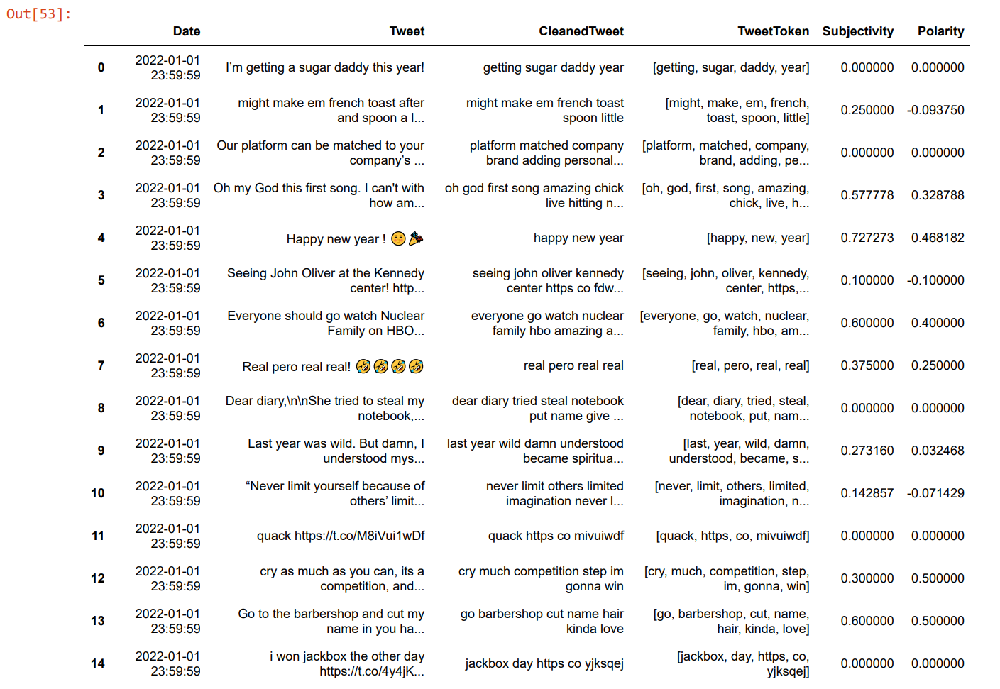 Out[53]:
Date Tweet CleanedTweet TweetToken Subjectivity Polarity
0 2022-01-01 23:59:59 I’m getting a sugar daddy this year! getting sugar daddy year [getting, sugar, daddy, year] 0.000000 0.000000
1 2022-01-01 23:59:59 might make em french toast after and spoon a l... might make em french toast spoon little [might, make, em, french, toast, spoon, little] 0.250000 -0.093750
2 2022-01-01 23:59:59 Our platform can be matched to your company’s ... platform matched company brand adding personal... [platform, matched, company, brand, adding, pe... 0.000000 0.000000
3 2022-01-01 23:59:59 Oh my God this first song. I can't with how am... oh god first song amazing chick live hitting n... [oh, god, first, song, amazing, chick, live, h... 0.577778 0.328788
4 2022-01-01 23:59:59 Happy new year ! 😚🎉 happy new year [happy, new, year] 0.727273 0.468182
5 2022-01-01 23:59:59 Seeing John Oliver at the Kennedy center! http... seeing john oliver kennedy center https co fdw... [seeing, john, oliver, kennedy, center, https,... 0.100000 -0.100000
6 2022-01-01 23:59:59 Everyone should go watch Nuclear Family on HBO... everyone go watch nuclear family hbo amazing a... [everyone, go, watch, nuclear, family, hbo, am... 0.600000 0.400000
7 2022-01-01 23:59:59 Real pero real real! 🤣🤣🤣🤣 real pero real real [real, pero, real, real] 0.375000 0.250000
8 2022-01-01 23:59:59 Dear diary,\n\nShe tried to steal my notebook,... dear diary tried steal notebook put name give ... [dear, diary, tried, steal, notebook, put, nam... 0.000000 0.000000
9 2022-01-01 23:59:59 Last year was wild. But damn, I understood mys... last year wild damn understood became spiritua... [last, year, wild, damn, understood, became, s... 0.273160 0.032468
10 2022-01-01 23:59:59 “Never limit yourself because of others’ limit... never limit others limited imagination never l... [never, limit, others, limited, imagination, n... 0.142857 -0.071429
11 2022-01-01 23:59:59 quack https://t.co/M8iVui1wDf quack https co mivuiwdf [quack, https, co, mivuiwdf] 0.000000 0.000000
12 2022-01-01 23:59:59 cry as much as you can, its a competition, and... cry much competition step im gonna win [cry, much, competition, step, im, gonna, win] 0.300000 0.500000
13 2022-01-01 23:59:59 Go to the barbershop and cut my name in you ha... go barbershop cut name hair kinda love [go, barbershop, cut, name, hair, kinda, love] 0.600000 0.500000
14 2022-01-01 23:59:59 i won jackbox the other day https://t.co/4y4jK... jackbox day https co yjksqej [jackbox, day, https, co, yjksqej] 0.000000 0.000000